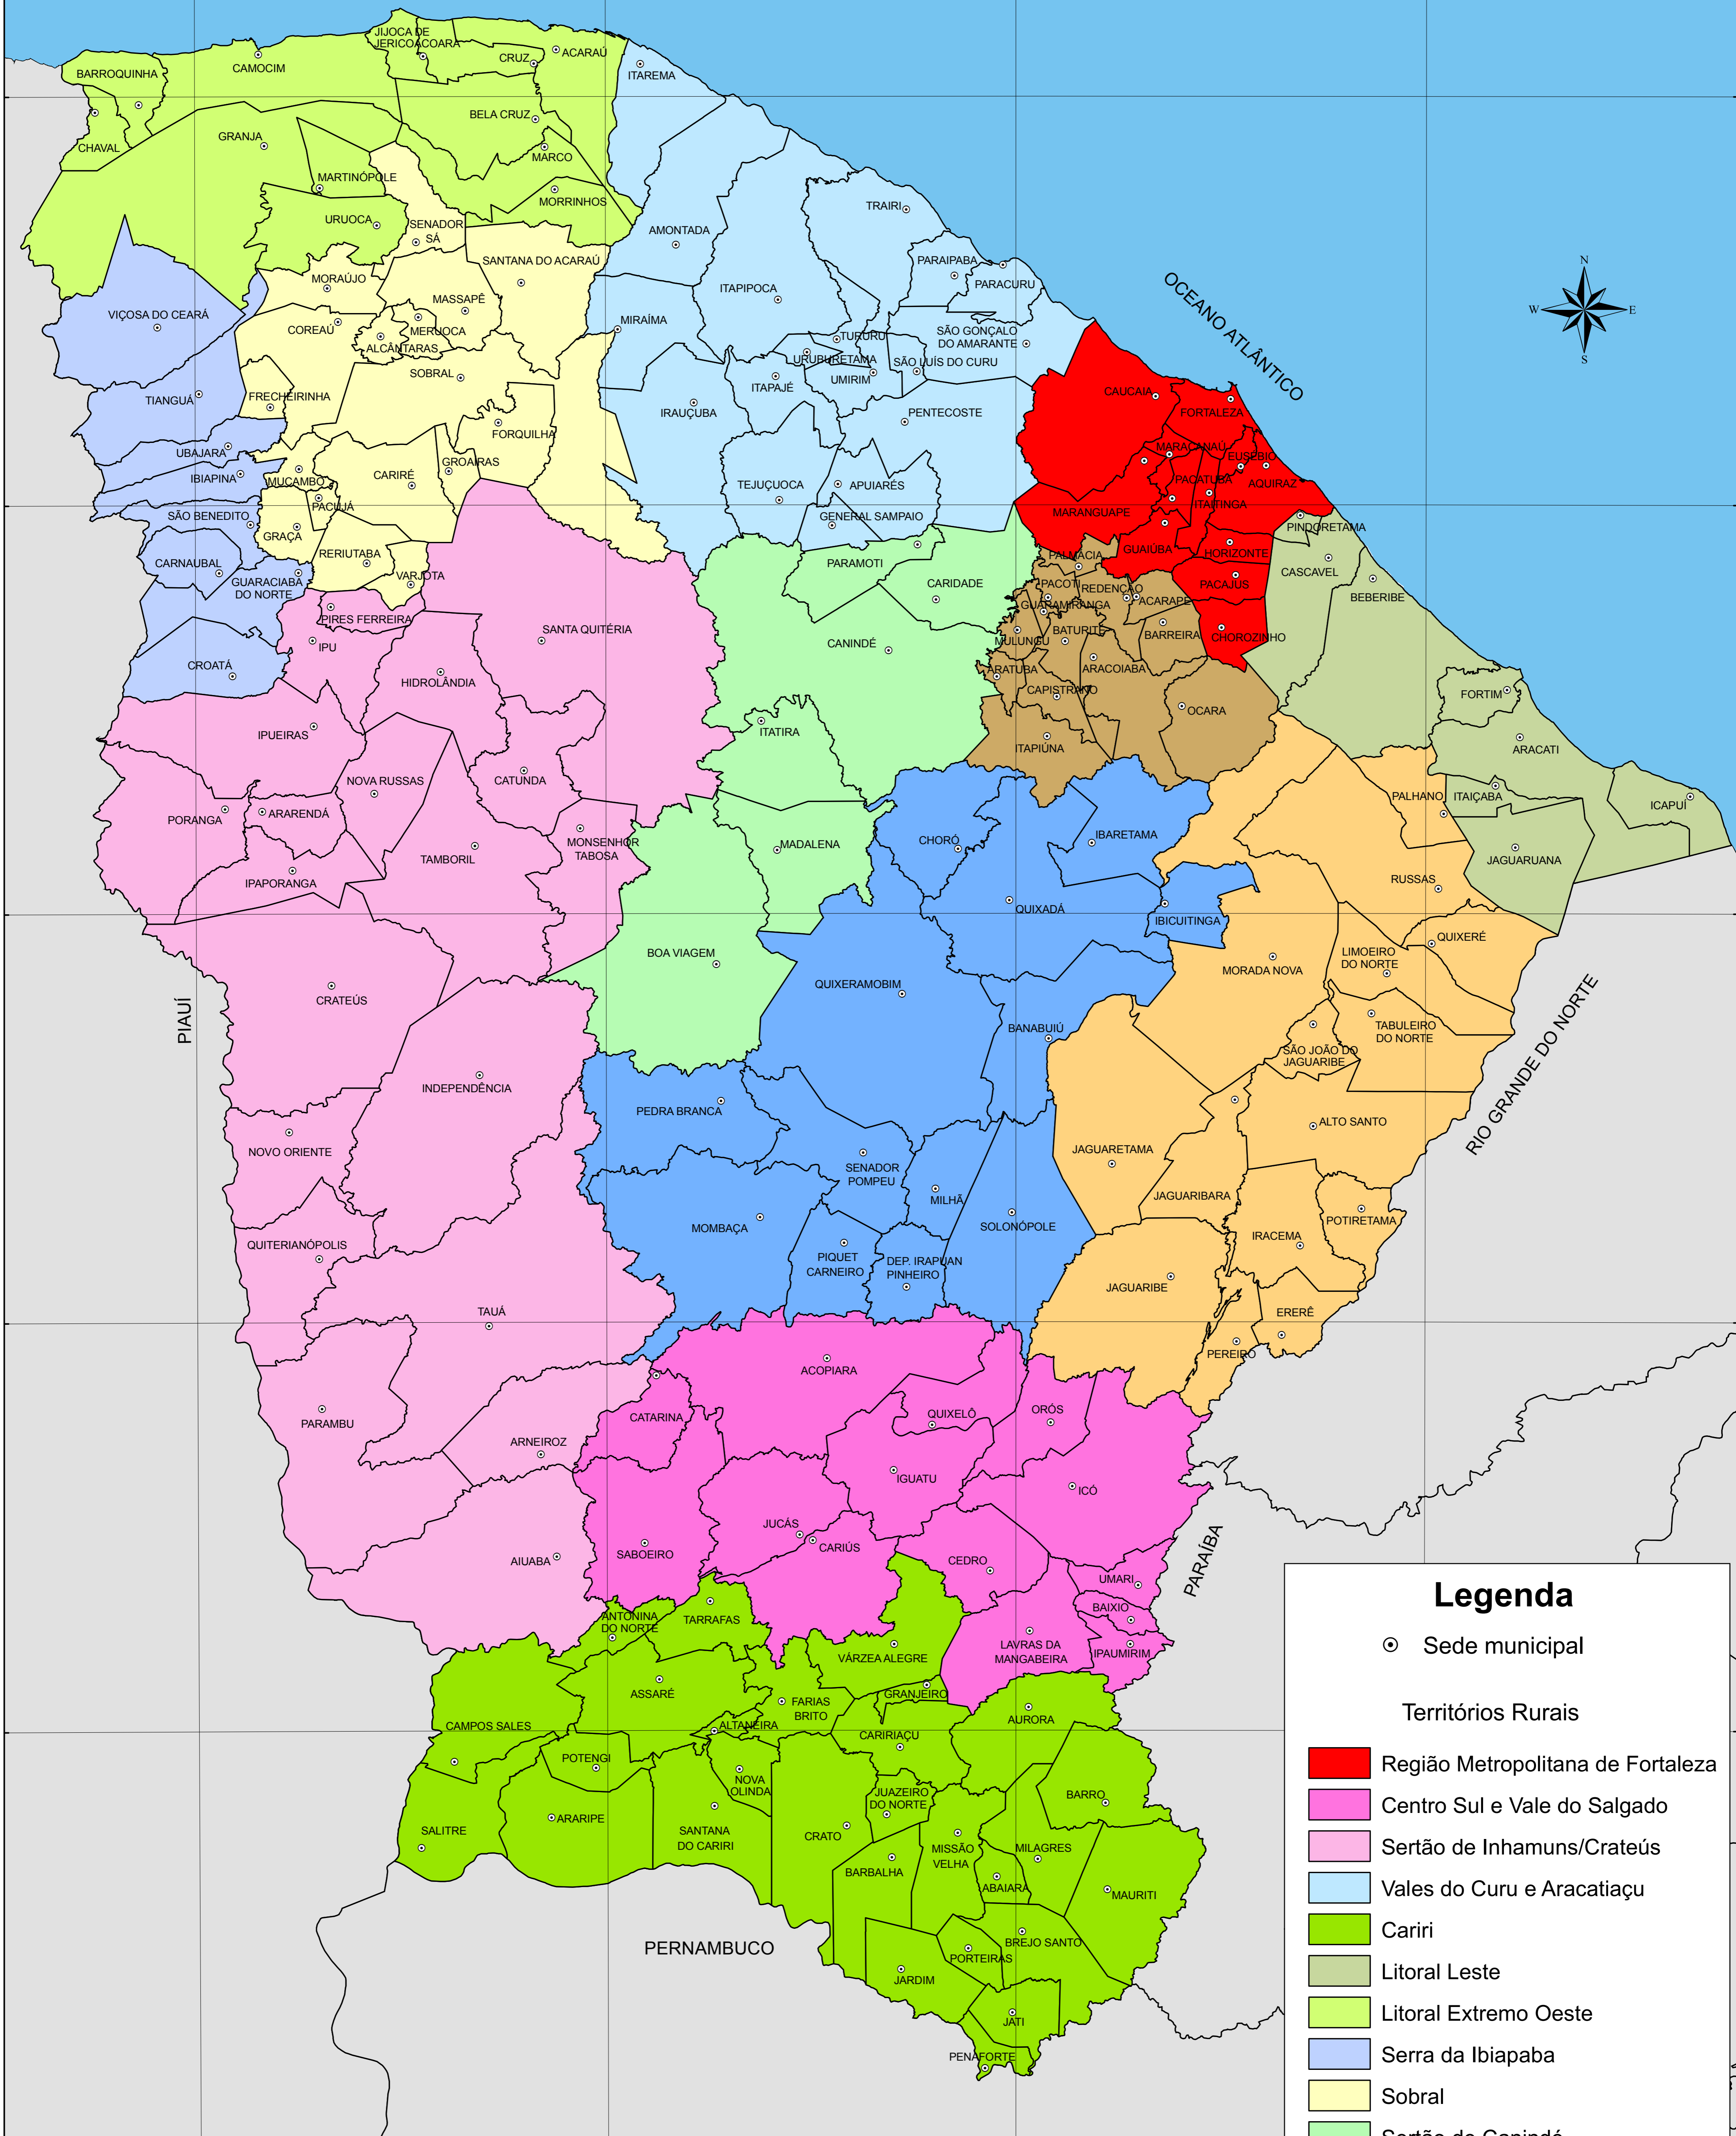 JIJOCA DE
JERICOACOARA
CRUZ
ACARAÚ
BARROQUINHA
CAMOCIM
ITAREMA
BELA CRUZ
GRANJA
CHAVAL
MARCO
MARTINÓPOLE
MORRINHOS
TRAIRI
URUOCA
SENADOR
SÁ
AMONTADA
SANTANA DO ACARAÚ
PARAIPABA
N
MORAÚJO
PARACURU
OCEANO ATLÂNTICO
ITAPIPOCA
MASSAPÊ
W
E
VIÇOSA DO CEARÁ
MIRAÍMA
COREAÚ
MERUOCA
SÃO GONÇALO
DO AMARANTE
TURURU
ALCÂNTARAS
S
URUBURETAMA
SÃO LUÍS DO CURU
SOBRAL
UMIRIM
ITAPAJÉ
CAUCAIA
FRECHEIRINHA
TIANGUÁ
IRAUÇUBA
PENTECOSTE
FORTALEZA
FORQUILHA
MARACANAÚ
UBAJARA
EUSÉBIO
GROAIRAS
CARIRÉ
IBIAPINA
MUCAMBO
PACATUBA
AQUIRAZ
TEJUÇUOCA
APUIARÉS
PACUJÁ
ITAITINGA
SÃO BENEDITO
GENERAL SAMPAIO
MARANGUAPE
PINDORETAMA
GRAÇA
GUAIÚBA
HORIZONTE
RERIUTABA
PALMÁCIA
CARNAUBAL
PARAMOTI
CASCAVEL
GUARACIABA
DO NORTE
VARJOTA
CARIDADE
PACOTI
REDENÇÃO
PACAJUS
BEBERIBE
GUARAMIRANGA
ACARAPE
PIRES FERREIRA
SANTA QUITÉRIA
BATURITÉ
BARREIRA
CHOROZINHO
IPU
CANINDÉ
MULUNGU
CROATÁ
ARATUBA
ARACOIABA
HIDROLÂNDIA
CAPISTRANO
FORTIM
OCARA
IPUEIRAS
ITATIRA
ITAPIÚNA
ARACATI
NOVA RUSSAS
CATUNDA
PALHANO
ITAIÇABA
ICAPUÍ
PORANGA
ARARENDÁ
MONSENHOR
TABOSA
MADALENA
CHORÓ
IBARETAMA
TAMBORIL
JAGUARUANA
IPAPORANGA
RUSSAS
QUIXADÁ
IBICUITINGA
QUIXERÉ
BOA VIAGEM
LIMOEIRO
DO NORTE
MORADA NOVA
QUIXERAMOBIM
CRATEÚS
PIAUÍ
BANABUIÚ
TABULEIRO
DO NORTE
SÃO JOÃO DO
JAGUARIBE
RIO GRANDE DO NORTE
INDEPENDÊNCIA
PEDRA BRANCA
ALTO SANTO
NOVO ORIENTE
JAGUARETAMA
SENADOR
POMPEU
JAGUARIBARA
MILHÃ
MOMBAÇA
SOLONÓPOLE
POTIRETAMA
QUITERIANÓPOLIS
IRACEMA
PIQUET
CARNEIRO
DEP. IRAPUAN
PINHEIRO
JAGUARIBE
TAUÁ
ERERÊ
PEREIRO
ACOPIARA
CATARINA
QUIXELÔ
ORÓS
PARAMBU
ARNEIROZ
IGUATU
ICÓ
JUCÁS
CARIÚS
SABOEIRO
AIUABA
CEDRO
PARAÍBA
UMARI
Legenda
BAIXIO
ANTONINA
DO NORTE
TARRAFAS
Sede municipal
LAVRAS DA
MANGABEIRA
IPAUMIRIM
VÁRZEA ALEGRE
ASSARÉ
GRANJEIRO
FARIAS
BRITO
AURORA
Territórios Rurais
CAMPOS SALES
ALTANEIRA
CARIRIAÇU
POTENGI
Região Metropolitana de Fortaleza
NOVA
OLINDA
JUAZEIRO
DO NORTE
BARRO
Centro Sul e Vale do Salgado
ARARIPE
SALITRE
SANTANA
DO CARIRI
CRATO
MISSÃO
VELHA
MILAGRES
Sertão de Inhamuns/Crateús
BARBALHA
ABAIARA
MAURITI
Vales do Curu e Aracatiaçu
Cariri
PERNAMBUCO
BREJO SANTO
PORTEIRAS
JARDIM
Litoral Leste
JATI
Litoral Extremo Oeste
PENAFORTE
Serra da Ibiapaba
Sobral
Sertão de Canindé